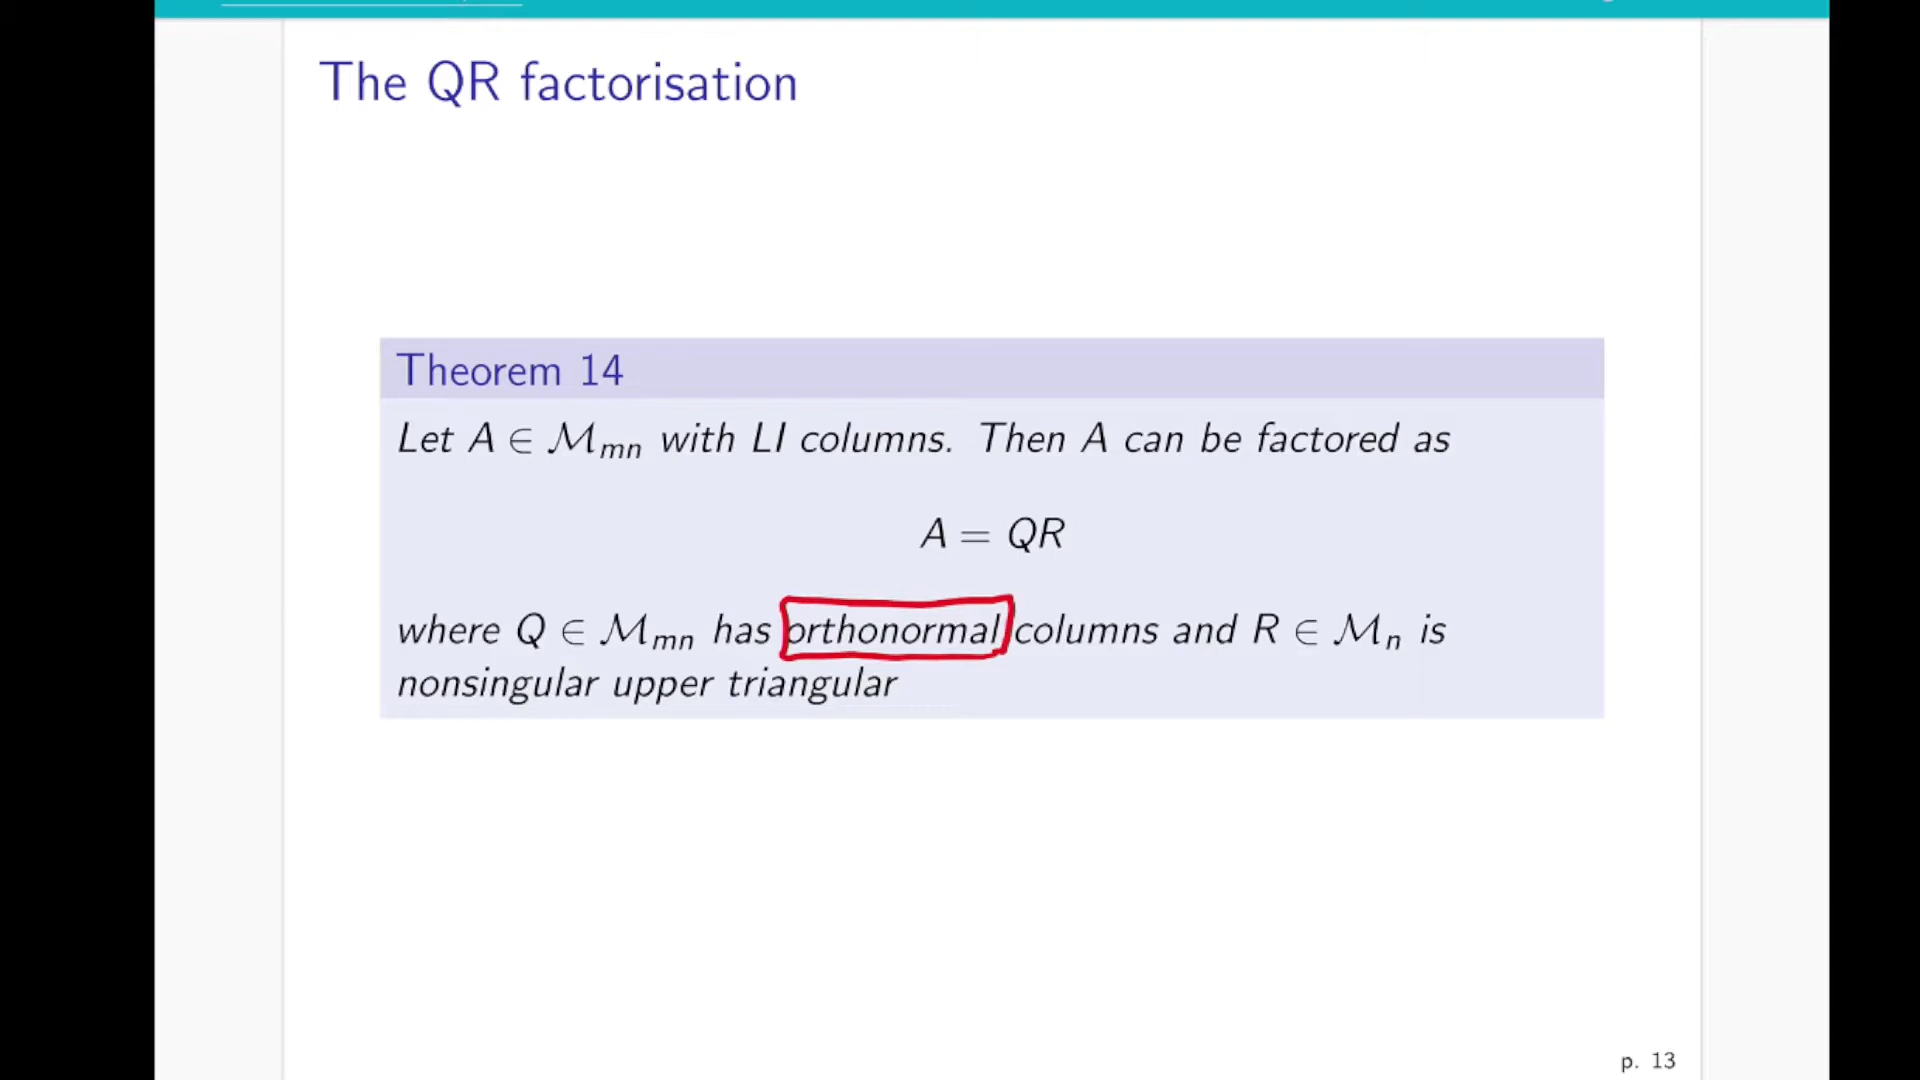 The QR factorisation
Theorem 14
Let A ∈ ℳmn with LI columns. Then A can be factored as
A = QR
where Q ∈ ℳmn has orthonormal columns and R ∈ ℳn is
nonsingular upper triangular
p. 13